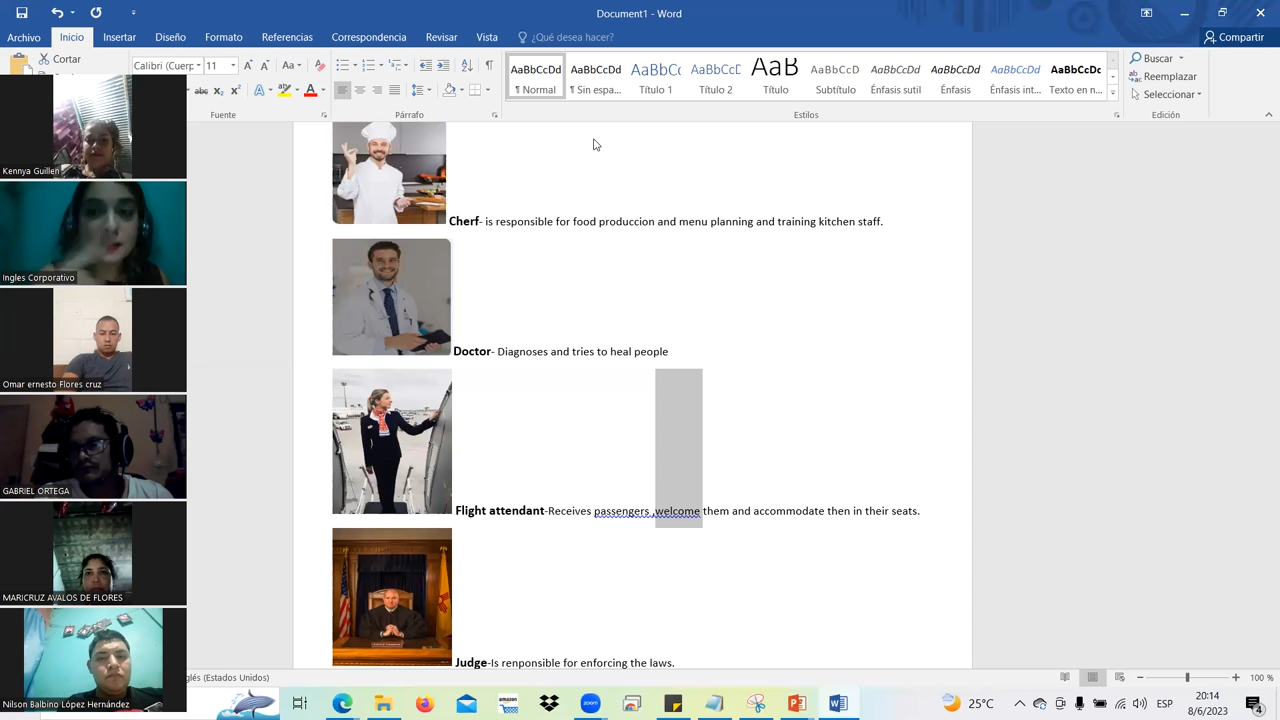 Document1 - Word
Archivo Inicio Insertar Diseño Formato Referencias Correspondencia Revisar Vista ¿Qué desea hacer? Compartir
Cortar
Calibri (Cuerp 11
Fuente Párrafo Estilos Edición
AaBbCcDd AaBbCcDd AaBbCc AaBbCcD AaB AaBbCcD AaBbCcDd AaBbCcDd AaBbCcDd AaBbCcDc
¶ Normal ¶ Sin espa... Título 1 Título 2 Título Subtítulo Énfasis sutil Énfasis Énfasis int... Texto en n...
Buscar
Reemplazar
Seleccionar
Kennya Guillen
Ingles Corporativo
Omar ernesto Flores cruz
GABRIEL ORTEGA
MARICRUZ AVALOS DE FLORES
Nilson Balbino López Hernández
Cherf- is responsible for food produccion and menu planning and training kitchen staff.
Doctor- Diagnoses and tries to heal people
Flight attendant-Receives passengers ,welcome them and accommodate then in their seats.
Judge-Is renponsible for enforcing the laws.
glés (Estados Unidos)
100 %
25°C
ESP
20:14
8/6/2023
4
amazon
zoom